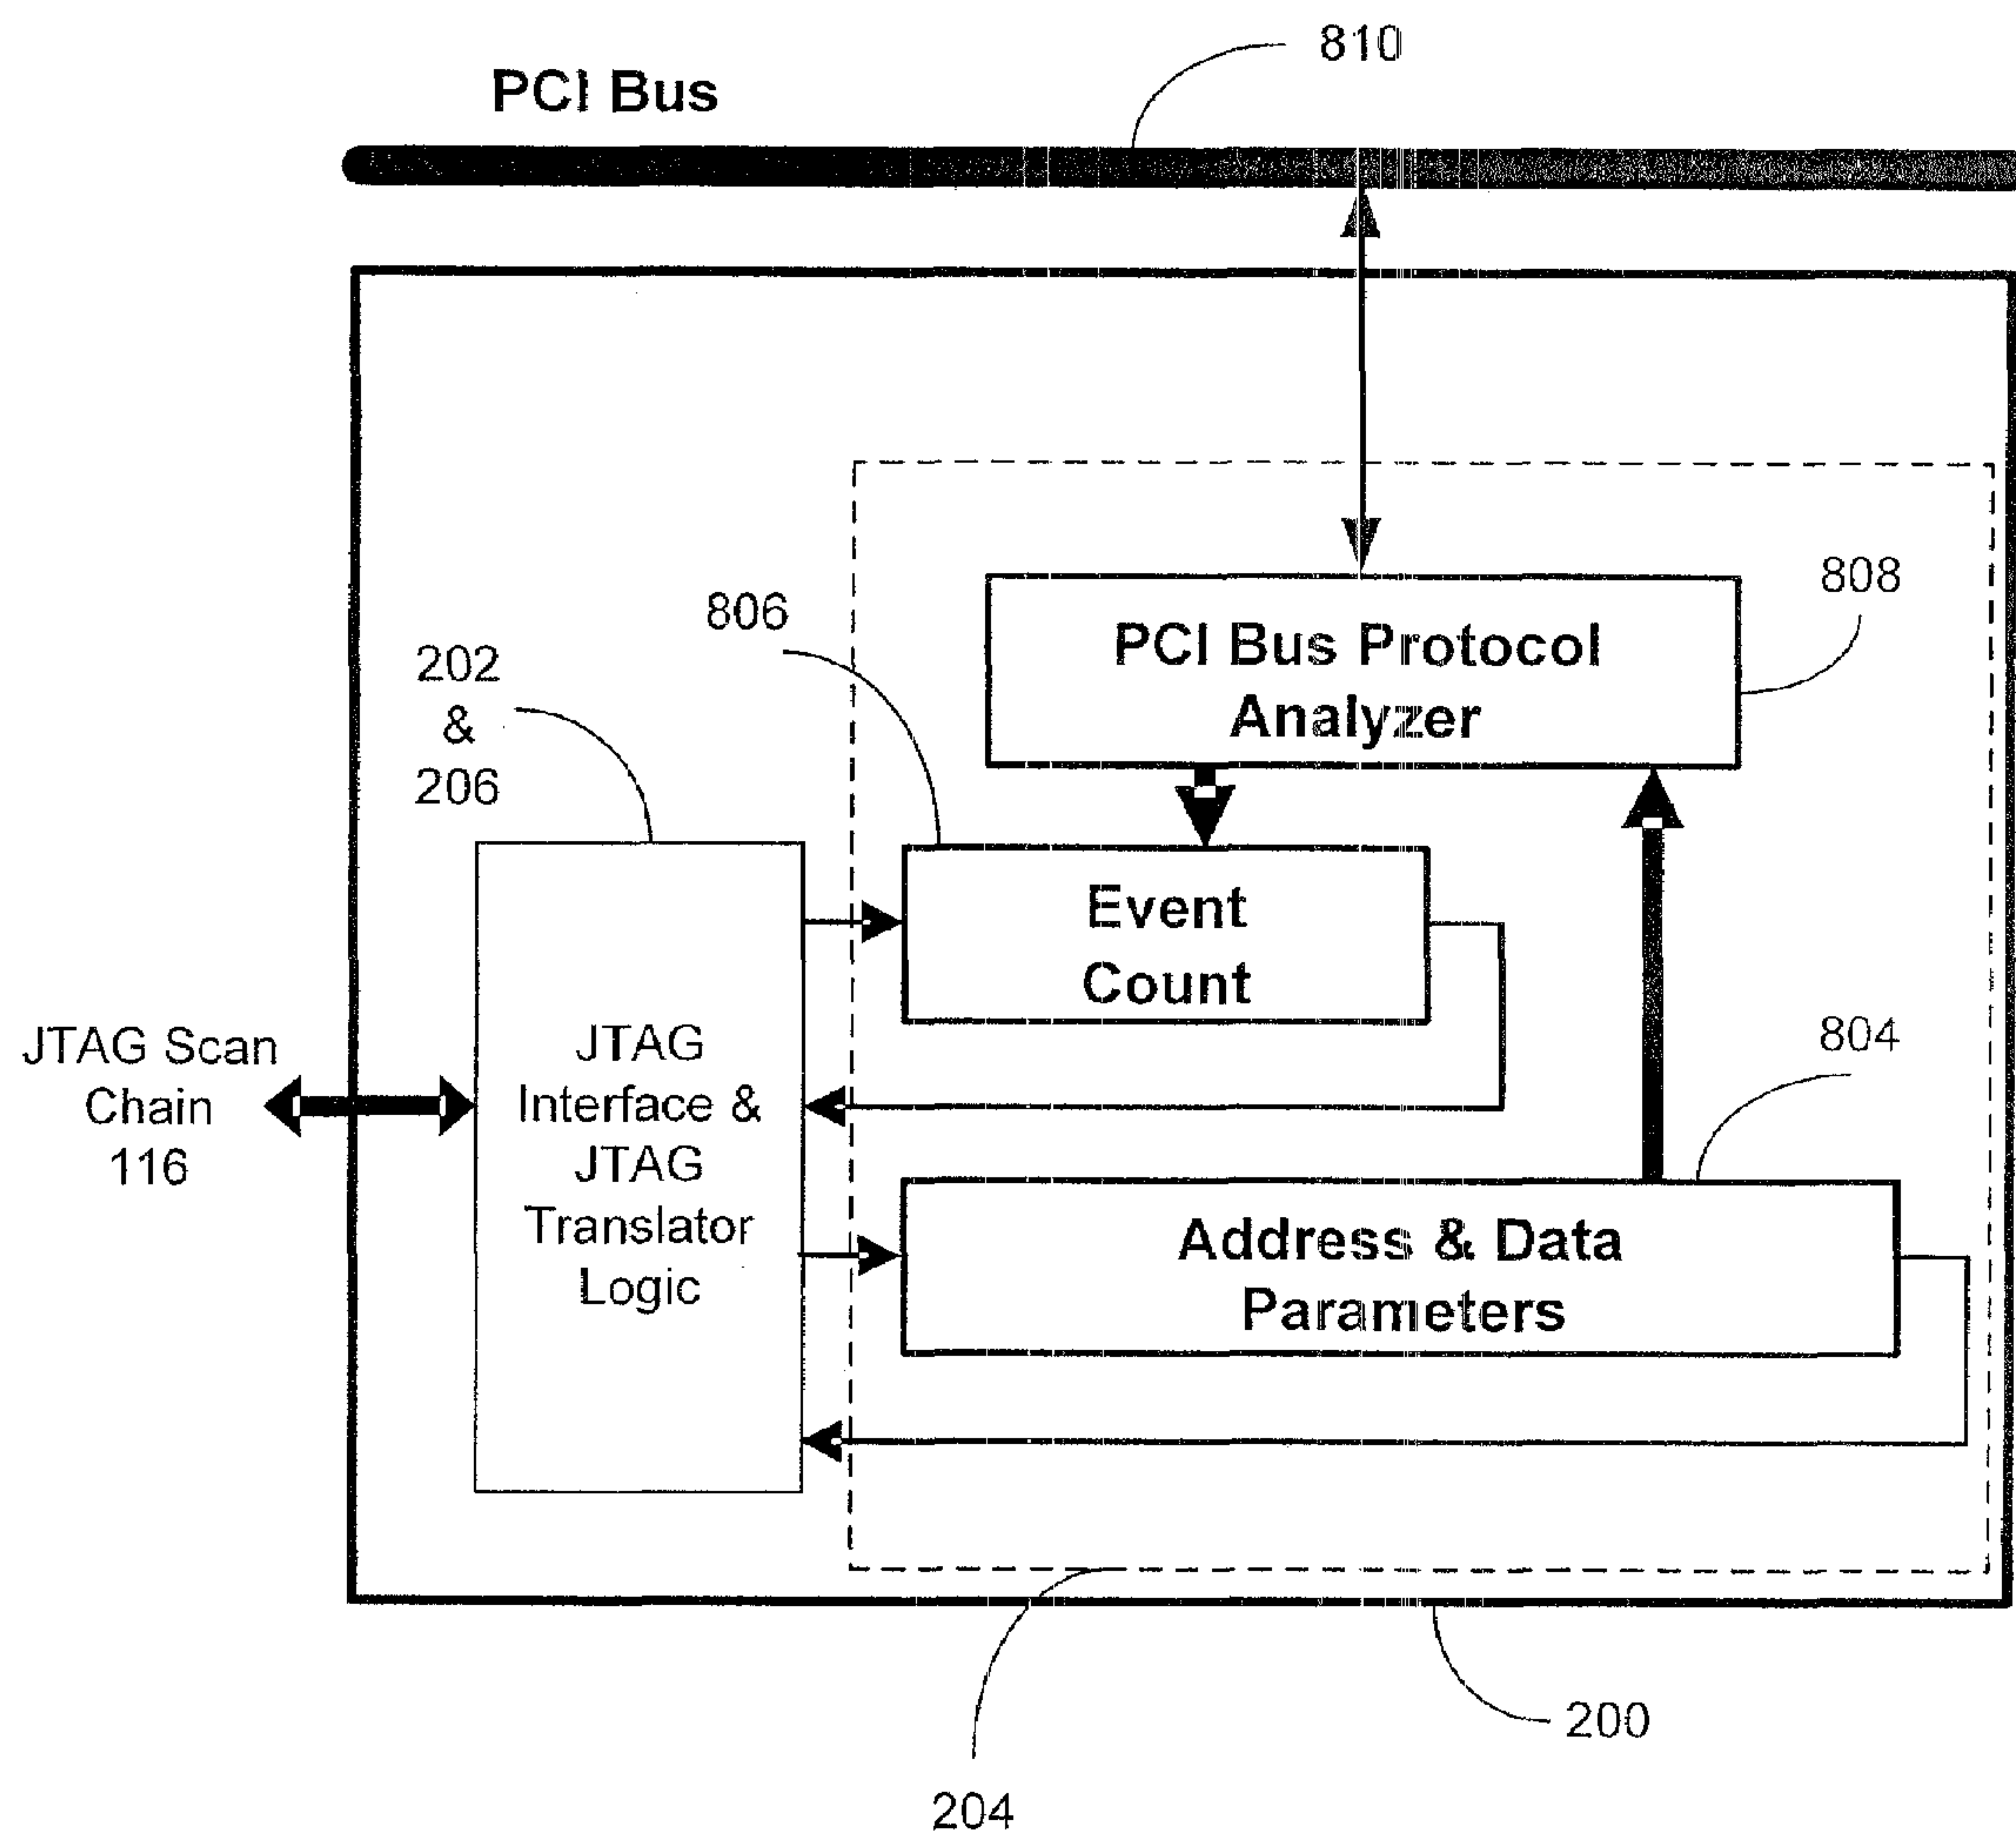 810
PCI Bus
808
PCI Bus Protocol
Analyzer
806
202
&
206
Event
Count
804
JTAG Scan
Chain
116
JTAG
Interface &
JTAG
Translator
Logic
Address & Data
Parameters
200
204